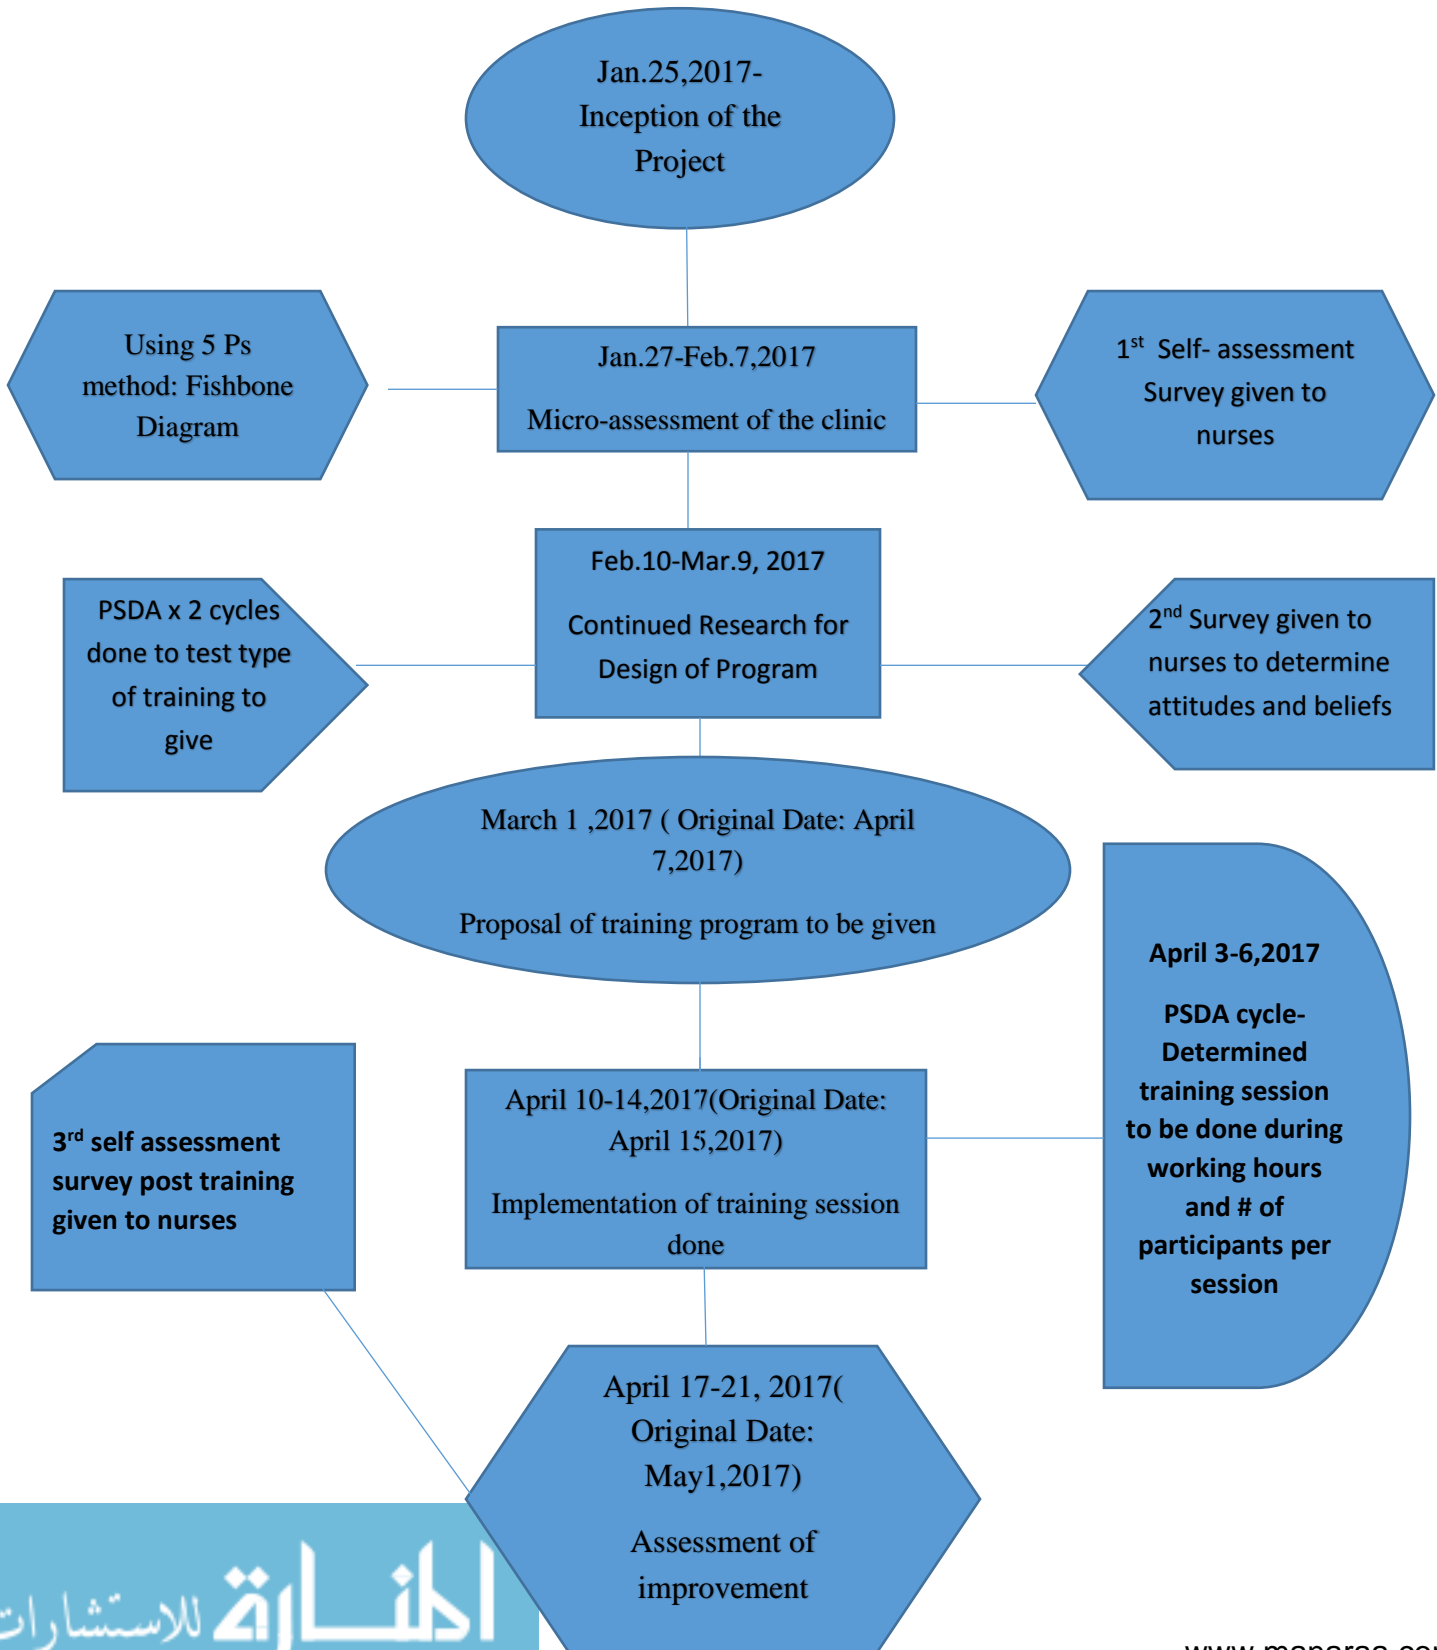 Jan.25,2017-
Inception of the
Project
Using 5 Ps
method: Fishbone
Diagram
Jan.27-Feb.7,2017
Micro-assessment of the clinic
1st Self- assessment
Survey given to
nurses
Feb.10-Mar.9, 2017
Continued Research for
Design of Program
PSDA x 2 cycles
done to test type
of training to
give
2nd Survey given to
nurses to determine
attitudes and beliefs
March 1 ,2017 ( Original Date: April
7,2017)
Proposal of training program to be given
April 3-6,2017
PSDA cycle-
Determined
training session
to be done during
working hours
and # of
participants per
session
April 10-14,2017(Original Date:
April 15,2017)
Implementation of training session
done
3rd self assessment
survey post training
given to nurses
April 17-21, 2017(
Original Date:
May1,2017)
Assessment of
improvement
المنارة للاستشارات